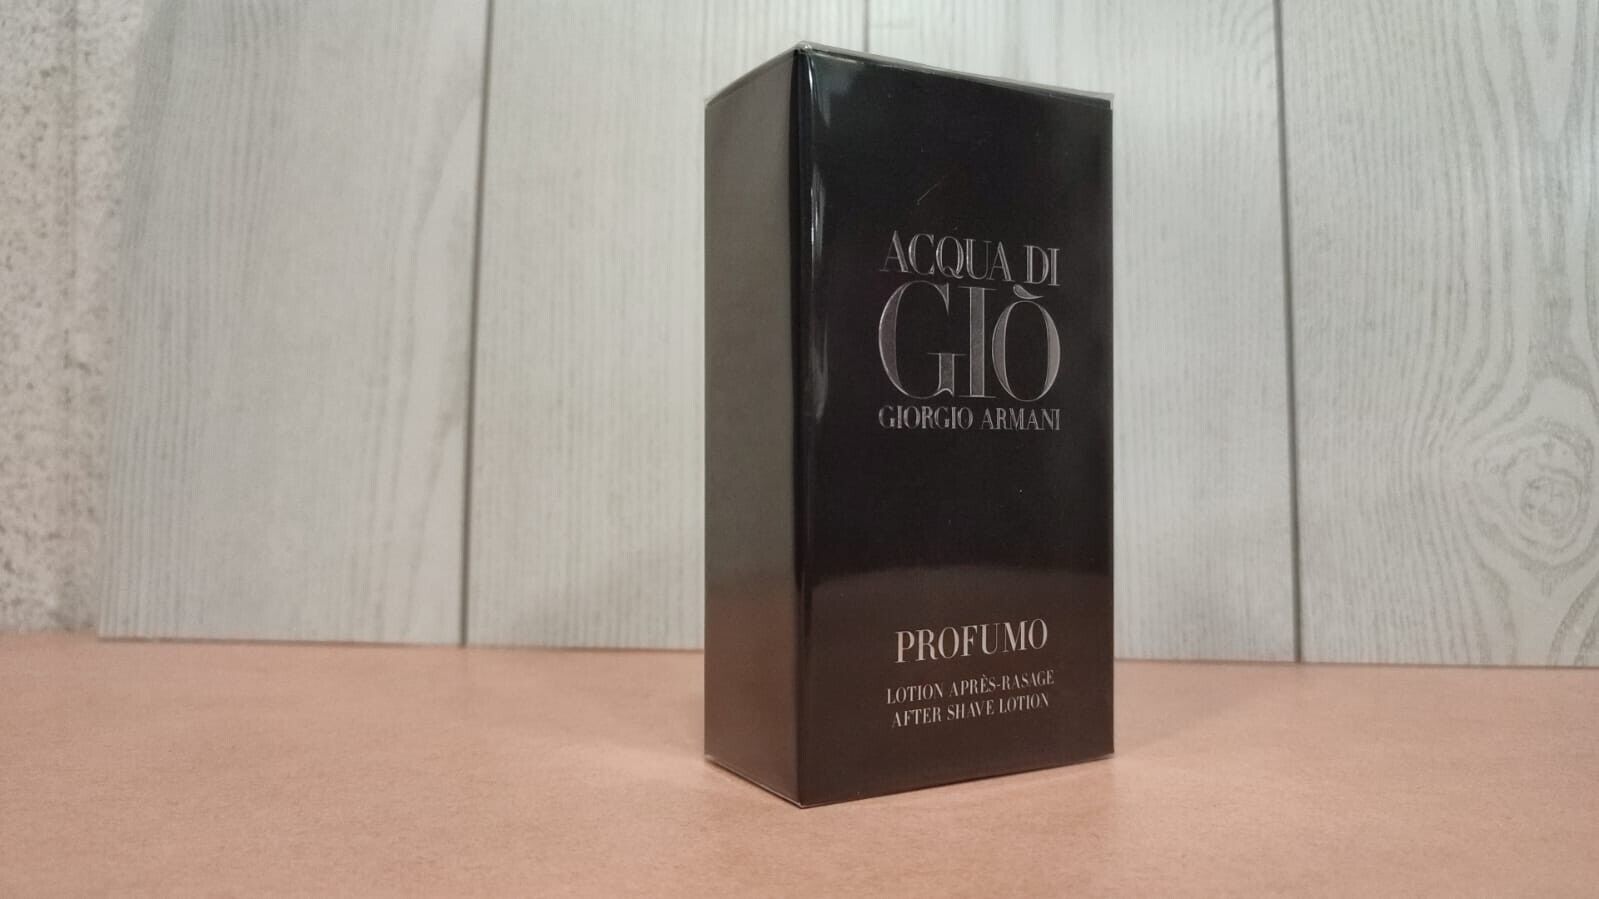 ACQUA DI
GIÒ
GIORGIO ARMANI
PROFUMO
LOTION APRÈS-RASAGE
AFTER SHAVE LOTION